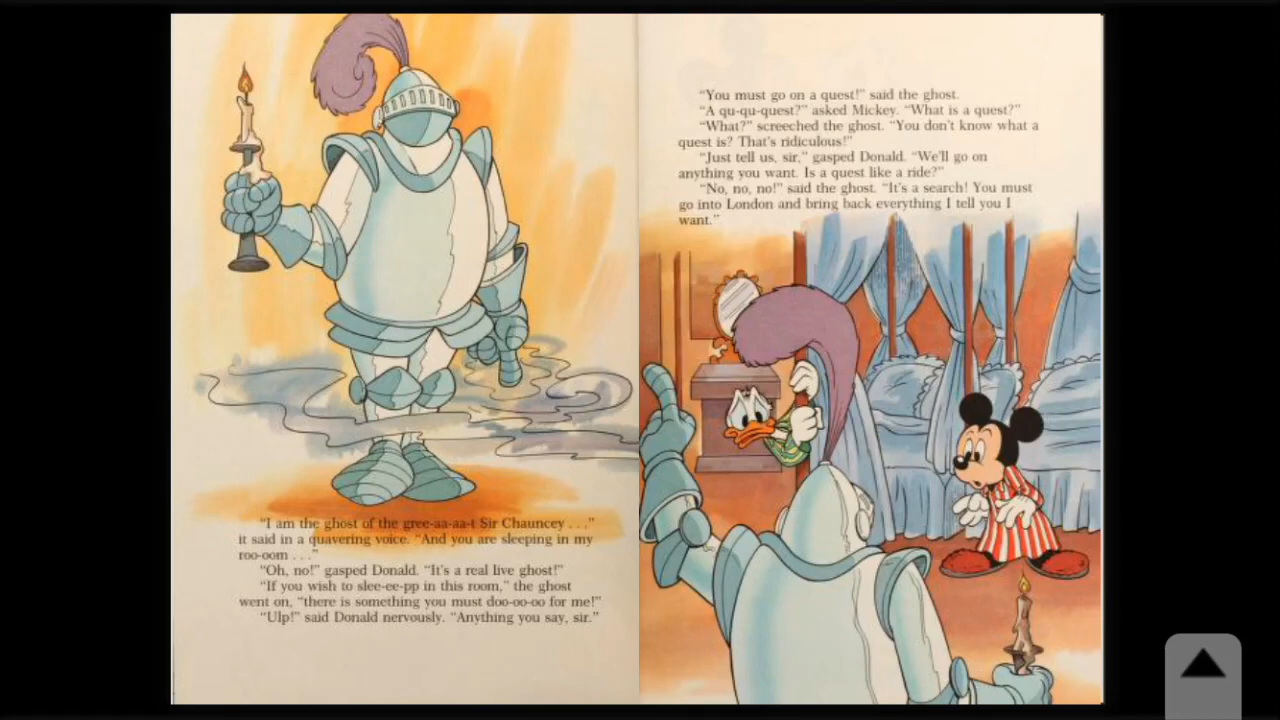 "I am the ghost of the gree-aa-aa-t Sir Chauncey . . ,"
it said in a quavering voice. "And you are sleeping in my
roo-oom . . ."
"Oh, no!" gasped Donald. "It's a real live ghost!"
"If you wish to slee-ee-pp in this room," the ghost
went on, "there is something you must doo-oo-oo for me!"
"Ulp!" said Donald nervously. "Anything you say, sir."
"You must go on a quest!" said the ghost.
"A qu-qu-quest?" asked Mickey. "What is a quest?"
"What?" screeched the ghost. "You don't know what a
quest is? That's ridiculous!"
"Just tell us, sir," gasped Donald. "We'll go on
anything you want. Is a quest like a ride?"
"No, no, no!" said the ghost. "It's a search! You must
go into London and bring back everything I tell you I
want."